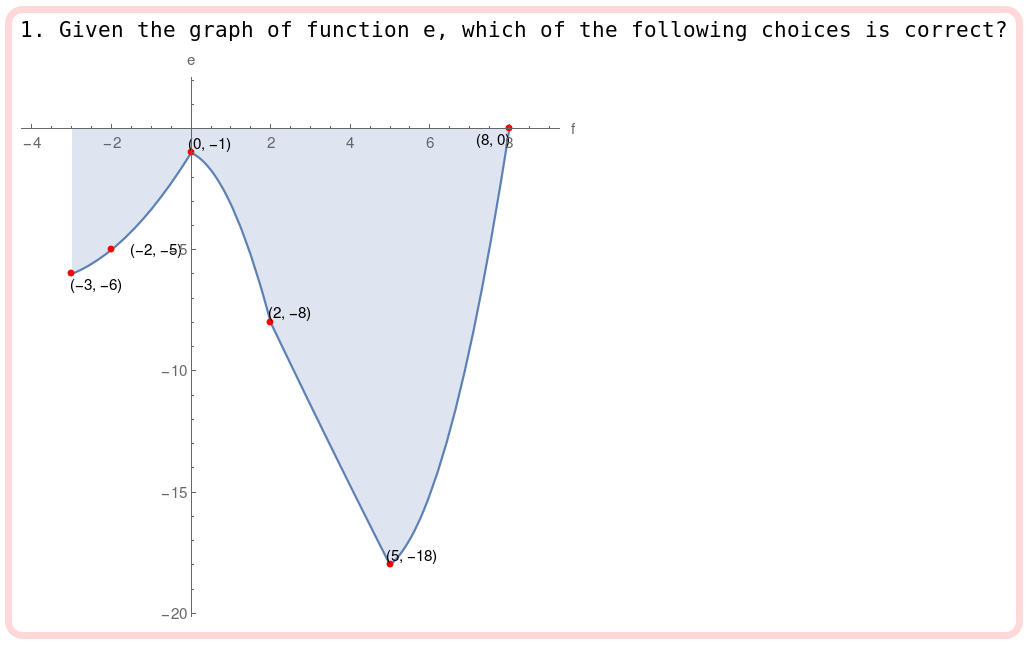 1. Given the graph of function e, which of the following choices is correct?
e
f
−4 −2 2 4 6 8
(0, −1)
(8, 0)
(−2, −5)
−5
(−3, −6)
(2, −8)
−10
−15
(5, −18)
−20